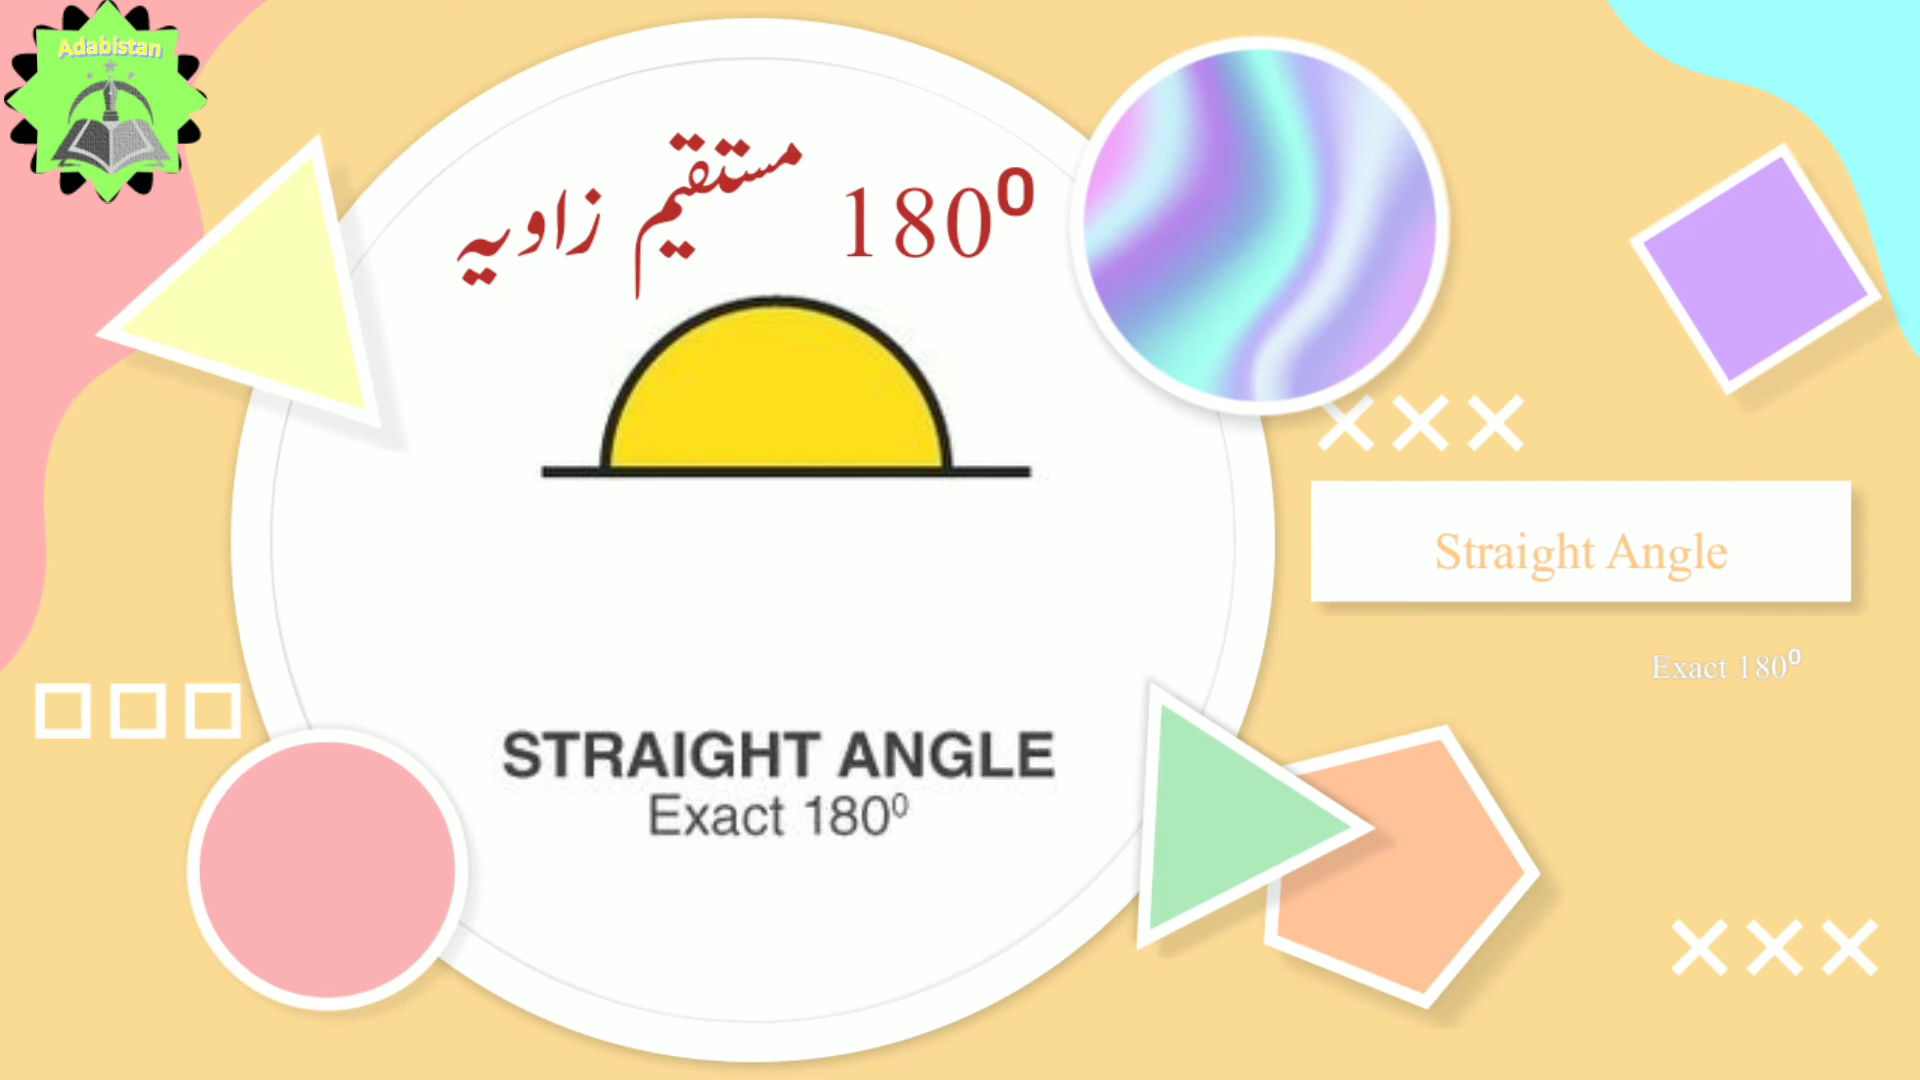 Adabistan
مستقیم زاویہ 180⁰
STRAIGHT ANGLE
Exact 180⁰
Straight Angle
Exact 180⁰